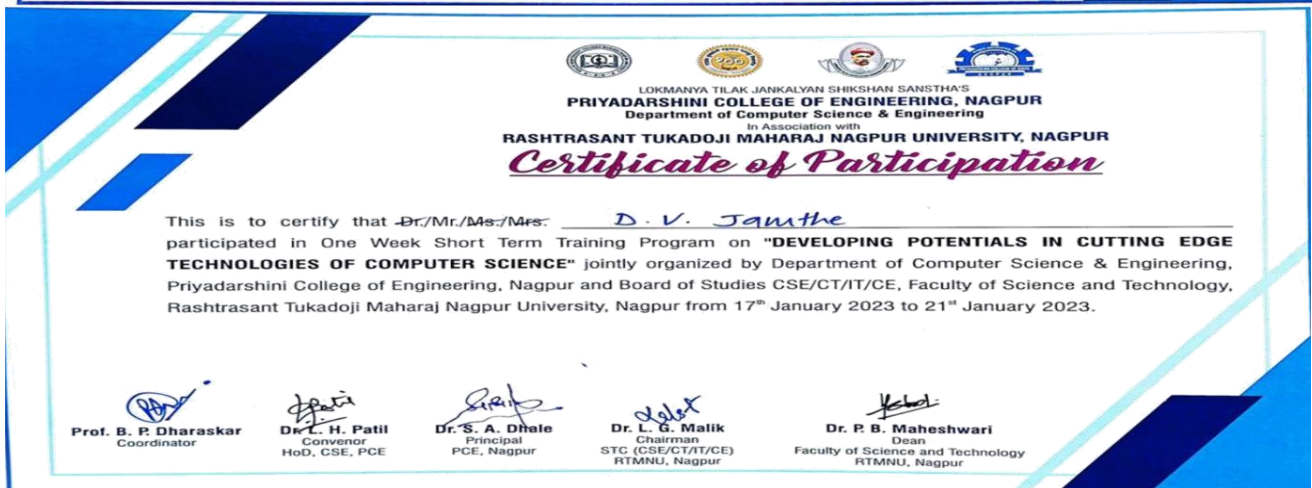 200
LOKMANYA TILAK JANKALYAN SHIKSHAN SANSTHA'S
PRIYADARSHINI COLLEGE OF ENGINEERING, NAGPUR
Department of Computer Science & Engineering
In Association with
RASHTRASANT TUKADOJI MAHARAJ NAGPUR UNIVERSITY, NAGPUR
Certificate of Participation
This is to certify that Dr./Mr./Ms./Mrs. D. V. Jamthe
participated in One Week Short Term Training Program on "DEVELOPING POTENTIALS IN CUTTING EDGE
TECHNOLOGIES OF COMPUTER SCIENCE" jointly organized by Department of Computer Science & Engineering,
Priyadarshini College of Engineering, Nagpur and Board of Studies CSE/CT/IT/CE, Faculty of Science and Technology,
Rashtrasant Tukadoji Maharaj Nagpur University, Nagpur from 17th January 2023 to 21st January 2023.
Prof. B. P. Dharaskar
Coordinator
Dr. L. H. Patil
Convenor
HoD, CSE, PCE
Dr. S. A. Dhale
Principal
PCE, Nagpur
Dr. L. G. Malik
Chairman
STC (CSE/CT/IT/CE)
RTMNU, Nagpur
Dr. P. B. Maheshwari
Dean
Faculty of Science and Technology
RTMNU, Nagpur